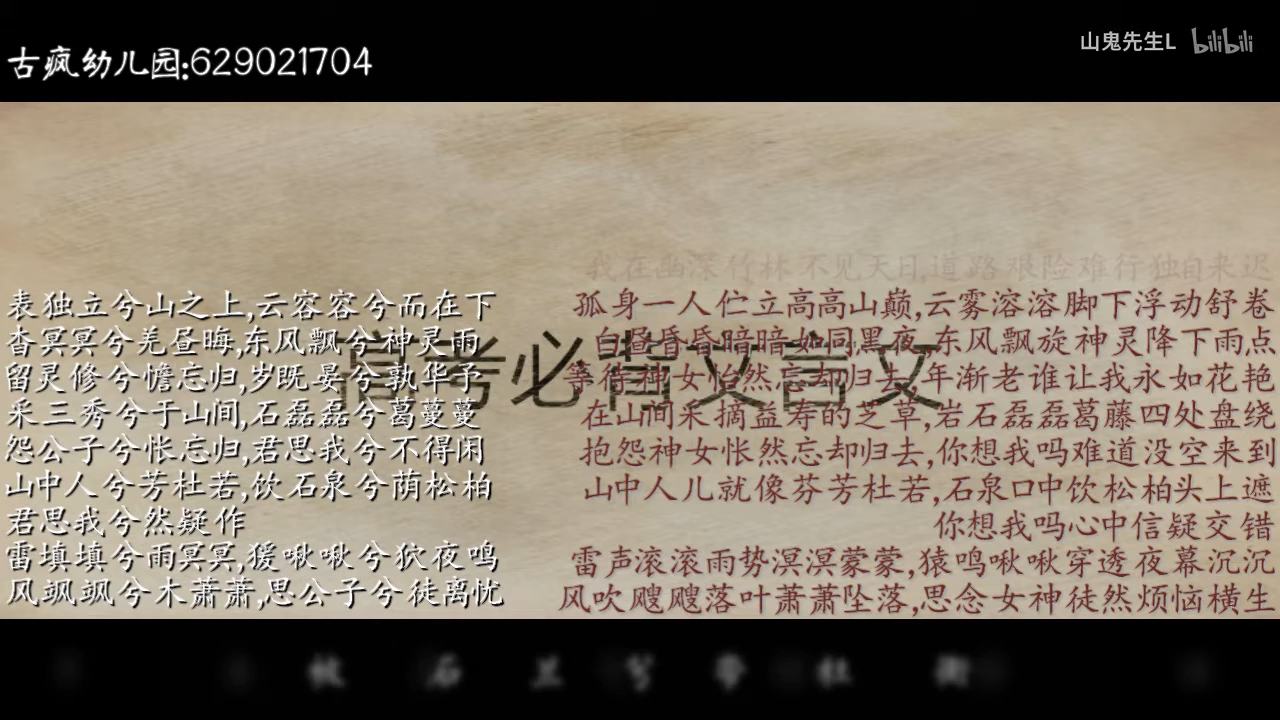 古疯幼儿园:629021704
山鬼先生L bilibili
我在幽深竹林不见天日,道路艰险难行独自来迟
表独立兮山之上,云容容兮而在下
杳冥冥兮羌昼晦,东风飘兮神灵雨
留灵修兮憺忘归,岁既晏兮孰华予
采三秀兮于山间,石磊磊兮葛蔓蔓
怨公子兮怅忘归,君思我兮不得闲
山中人兮芳杜若,饮石泉兮荫松柏
君思我兮然疑作
雷填填兮雨冥冥,猨啾啾兮狖夜鸣
风飒飒兮木萧萧,思公子兮徒离忧
高考必背文言文
孤身一人伫立高高山巅,云雾溶溶脚下浮动舒卷
白昼昏昏暗暗如同黑夜,东风飘旋神灵降下雨点
等待神女怡然忘却归去,年渐老谁让我永如花艳
在山间采摘益寿的芝草,岩石磊磊葛藤四处盘绕
抱怨神女怅然忘却归去,你想我吗难道没空来到
山中人儿就像芬芳杜若,石泉口中饮松柏头上遮
你想我吗心中信疑交错
雷声滚滚雨势溟溟蒙蒙,猿鸣啾啾穿透夜幕沉沉
风吹飕飕落叶萧萧坠落,思念女神徒然烦恼横生
被石兰兮带杜衡